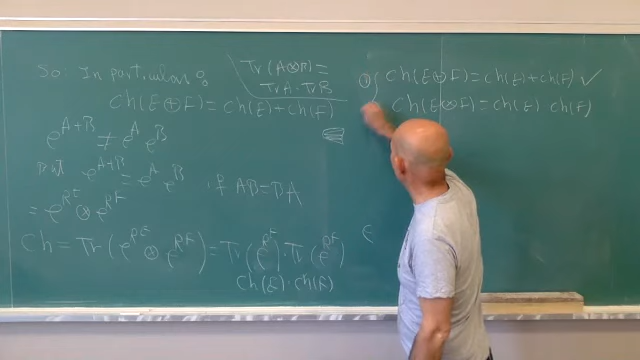 So: In particular:
Ch(E⊕F) = Ch(E) + Ch(F)
Tr(A⊗B) =
TrA · TrB
e^{A+B} ≠ e^A e^B
But e^{A+B} = e^A e^B if AB = BA
= e^{R^E} ⊗ e^{R^F}
Ch = Tr(e^{R^E} ⊗ e^{R^F}) = Tr(e^{R^E}) · Tr(e^{R^F})
Ch(E) · Ch(F)
Ch(E⊕F) = Ch(E) + Ch(F) ✓
Ch(E⊗F) = Ch(E) Ch(F)